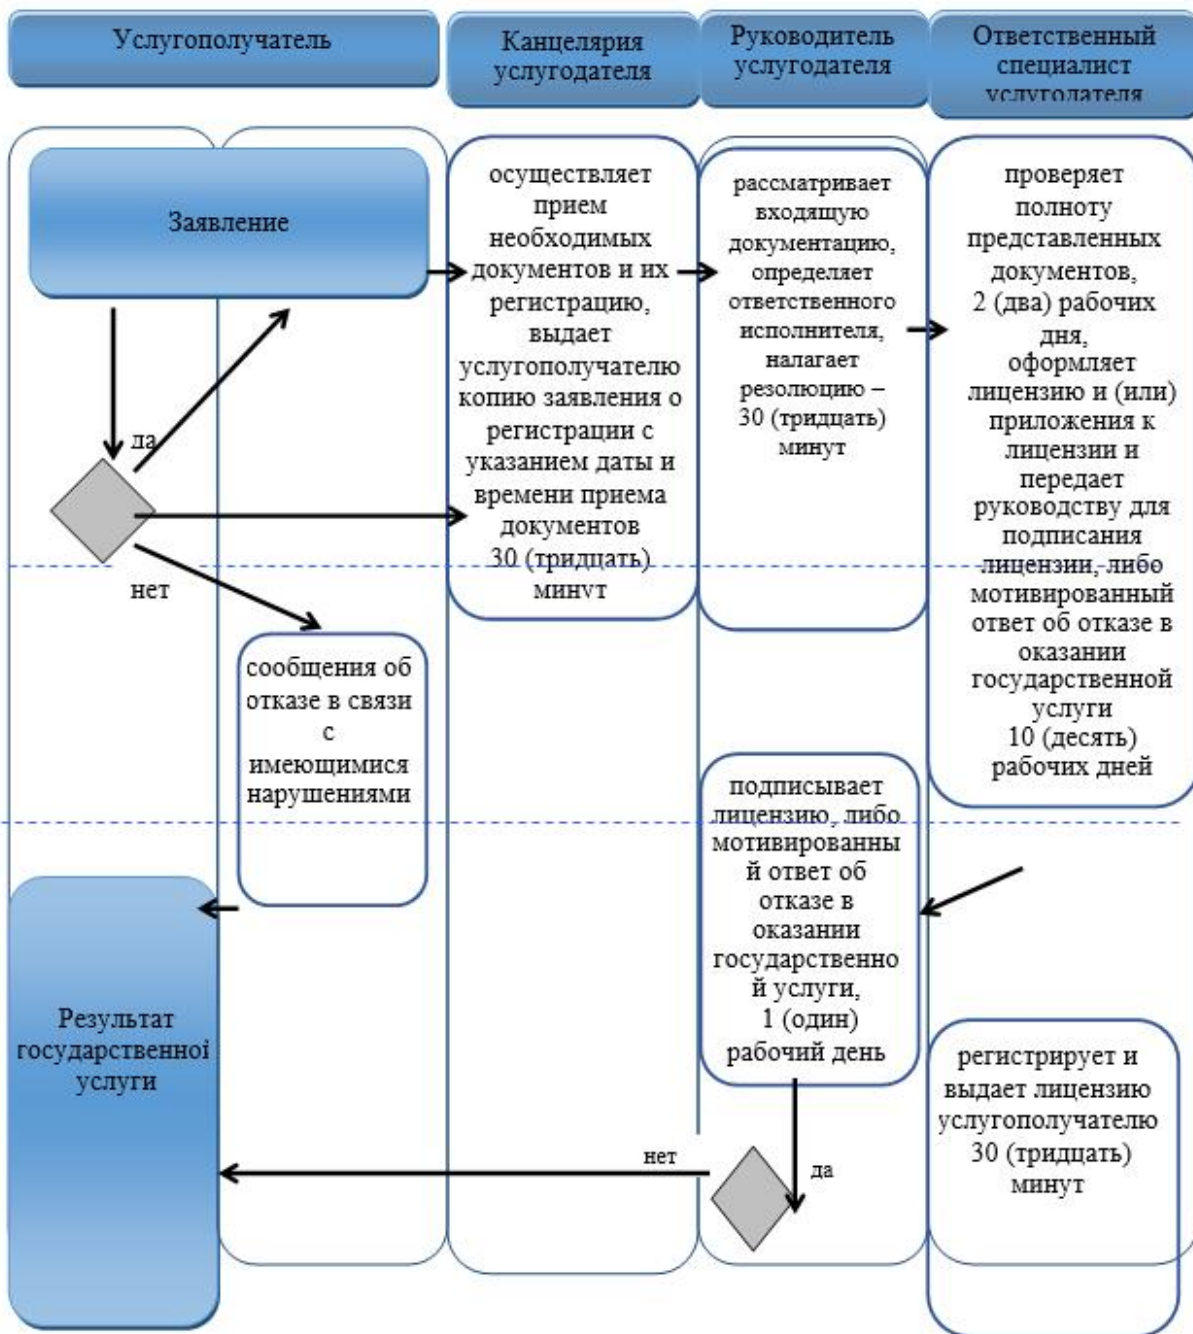 Услугополучатель
Канцелярия
услугодателя
Руководитель
услугодателя
Ответственный
специалист
услугодателя
Заявление
да
нет
осуществляет
прием
необходимых
документов и их
регистрацию,
выдает
услугополучателю
копию заявления о
регистрации с
указанием даты и
времени приема
документов
30 (тридцать)
минут
рассматривает
входящую
документацию,
определяет
ответственного
исполнителя,
налагает
резолюцию –
30 (тридцать)
минут
проверяет
полноту
представленных
документов,
2 (два) рабочих
дня,
оформляет
лицензию и (или)
приложения к
лицензии и
передает
руководству для
подписания
лицензии, либо
мотивированный
ответ об отказе в
оказании
государственной
услуги
10 (десять)
рабочих дней
сообщения об
отказе в связи
с
имеющимися
нарушениями
подписывает
лицензию, либо
мотивированны
й ответ об
отказе в
оказании
государственно
й услуги,
1 (один)
рабочий день
Результат
государственной
услуги
регистрирует и
выдает лицензию
услугополучателю
30 (тридцать)
минут
нет
да